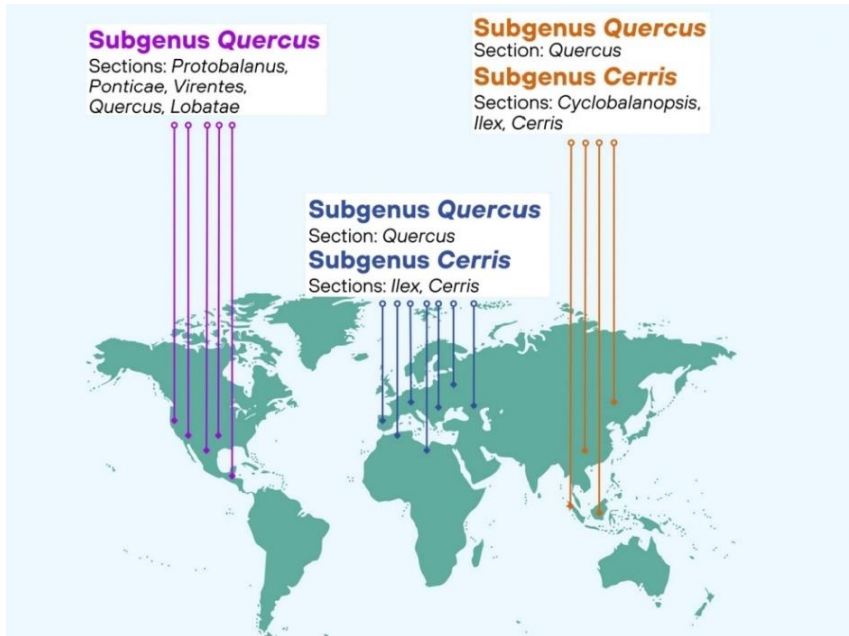 Subgenus Quercus
Sections: Protobalanus,
Ponticae, Virentes,
Quercus, Lobatae
Subgenus Quercus
Section: Quercus
Subgenus Cerris
Sections: Cyclobalanopsis,
Ilex, Cerris
Subgenus Quercus
Section: Quercus
Subgenus Cerris
Sections: Ilex, Cerris